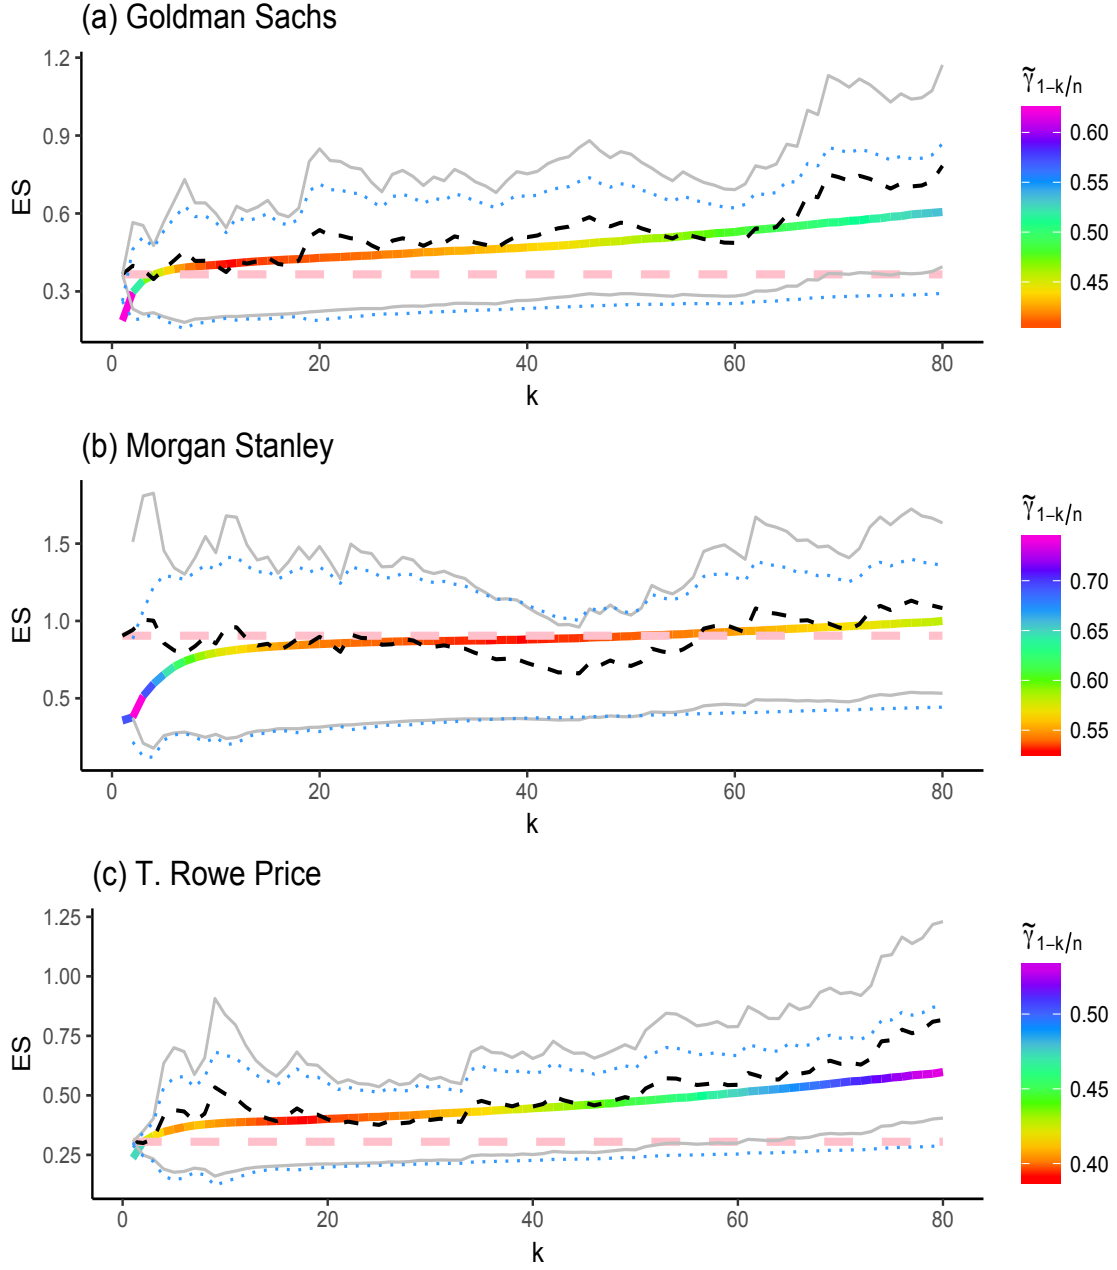 (a) Goldman Sachs
1.2
0.9
0.6
0.3
ES
0 20 40 60 80
k
γ̃1−k/n
0.60
0.55
0.50
0.45
(b) Morgan Stanley
1.5
1.0
0.5
ES
0 20 40 60 80
k
γ̃1−k/n
0.70
0.65
0.60
0.55
(c) T. Rowe Price
1.25
1.00
0.75
0.50
0.25
ES
0 20 40 60 80
k
γ̃1−k/n
0.50
0.45
0.40